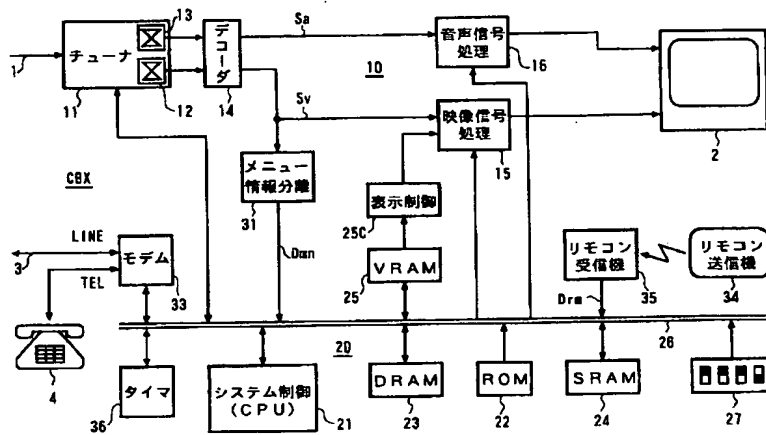 13
Sa
音声信号
処理
16
デコーダ
14
チューナ
1
11
12
10
Sv
映像信号
処理
15
2
CBX
メニュー
情報分離
31
表示制御
25C
LINE
3
モデム
33
TEL
Dmn
VRAM
25
リモコン
受信機
35
リモコン
送信機
34
Drm
26
4
20
タイマ
36
システム制御
(CPU)
21
DRAM
23
ROM
22
SRAM
24
27